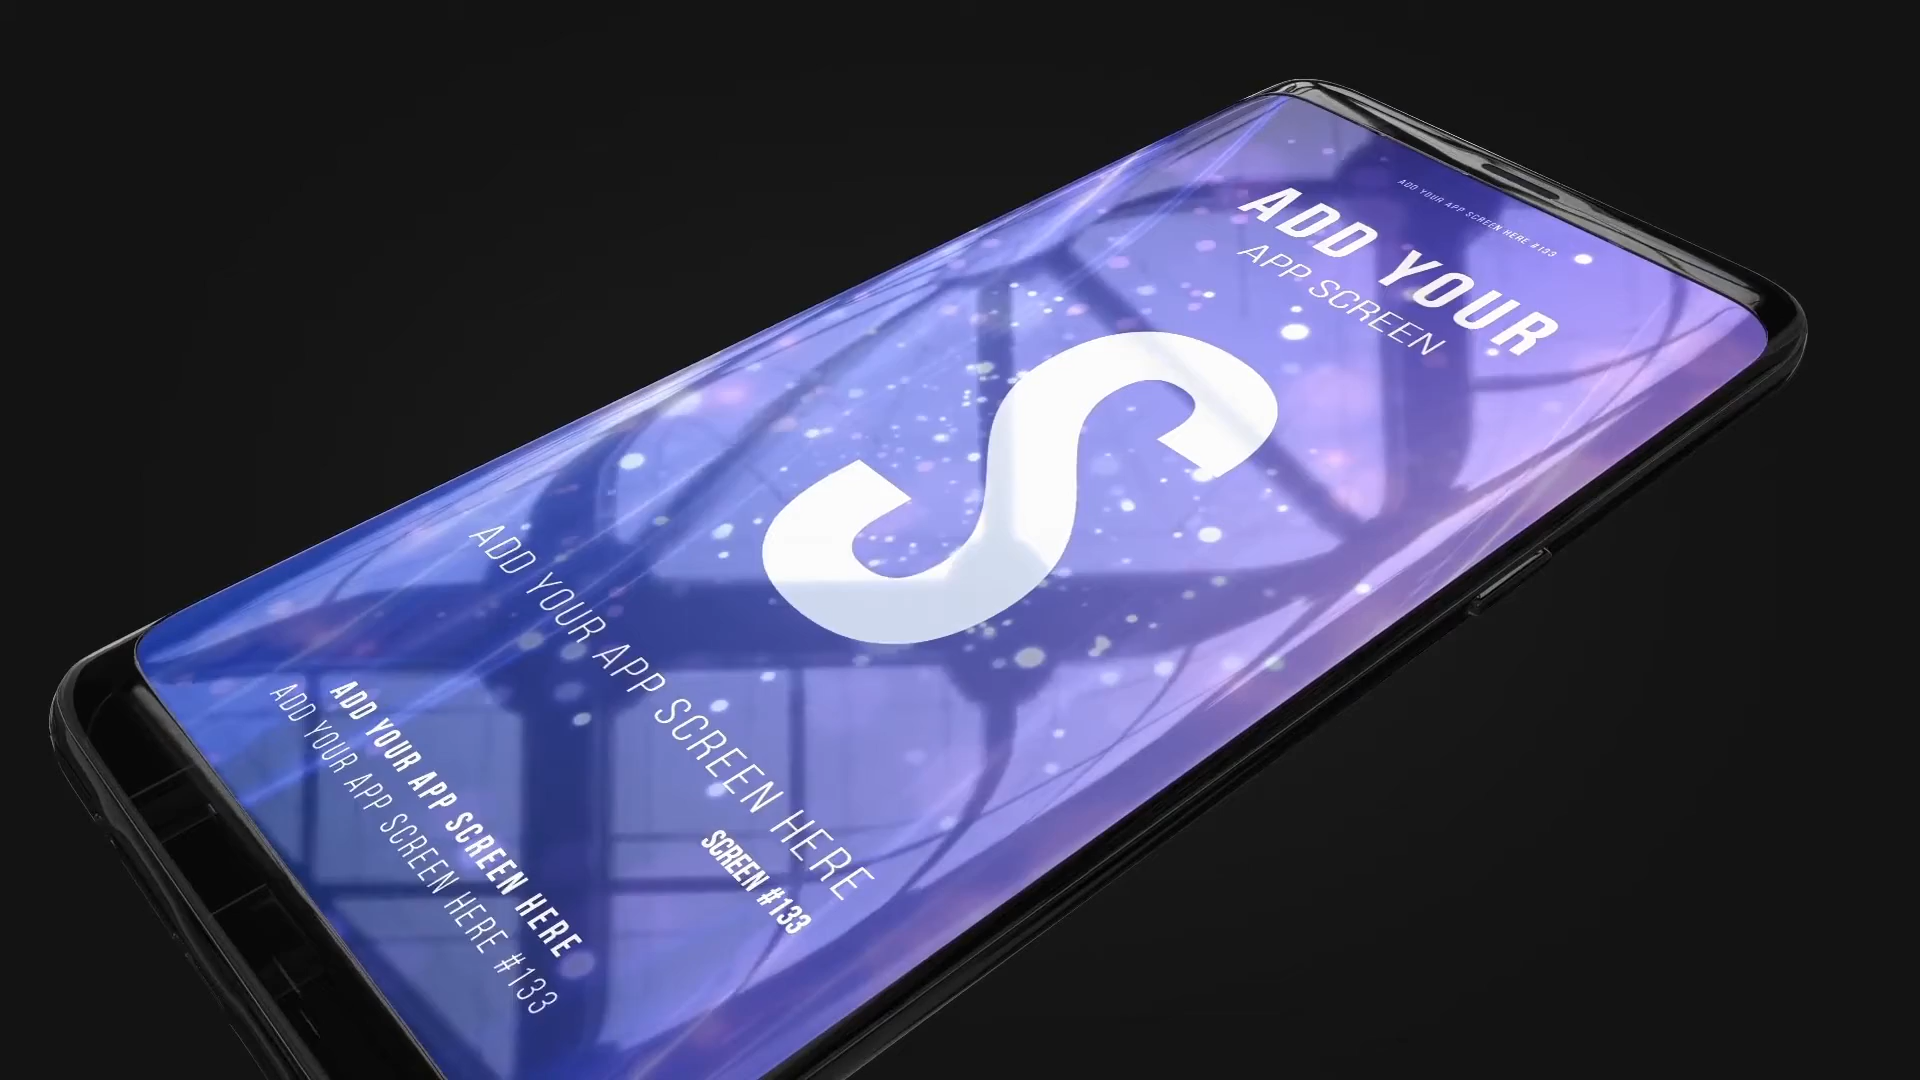 ADD YOUR APP SCREEN HERE #133
ADD YOUR
APP SCREEN
S
ADD YOUR APP SCREEN HERE
SCREEN #133
ADD YOUR APP SCREEN HERE
ADD YOUR APP SCREEN HERE #133